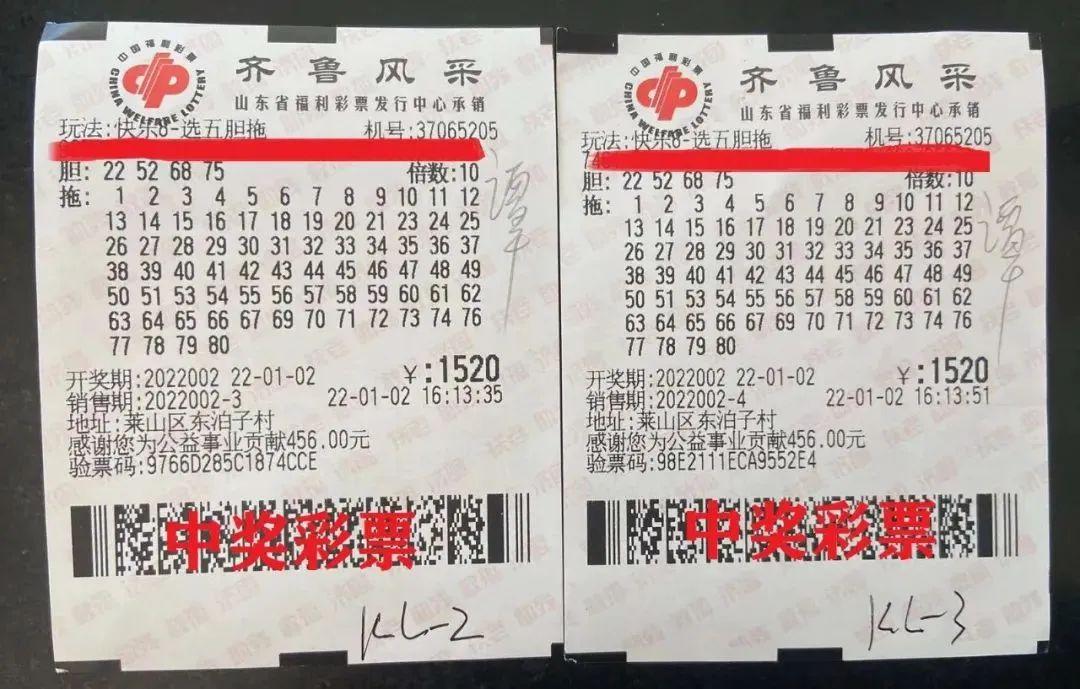 中国福利彩票
CHINA WELFARE LOTTERY
齐鲁风采
山东省福利彩票发行中心承销
玩法:快乐8-选五胆拖 机号:37065205
胆: 22 52 68 75 倍数:10
拖: 1 2 3 4 5 6 7 8 9 10 11 12
13 14 15 16 17 18 19 20 21 23 24 25
26 27 28 29 30 31 32 33 34 35 36 37
38 39 40 41 42 43 44 45 46 47 48 49
50 51 53 54 55 56 57 58 59 60 61 62
63 64 65 66 67 69 70 71 72 73 74 76
77 78 79 80
开奖期:2022002 22-01-02 ¥:1520
销售期:2022002-3 22-01-02 16:13:35
地址:莱山区东泊子村
感谢您为公益事业贡献456.00元
验票码:9766D285C1874CCE
中奖彩票
KL-2
中国福利彩票
CHINA WELFARE LOTTERY
齐鲁风采
山东省福利彩票发行中心承销
玩法:快乐8-选五胆拖 机号:37065205
胆: 22 52 68 75 倍数:10
拖: 1 2 3 4 5 6 7 8 9 10 11 12
13 14 15 16 17 18 19 20 21 23 24 25
26 27 28 29 30 31 32 33 34 35 36 37
38 39 40 41 42 43 44 45 46 47 48 49
50 51 53 54 55 56 57 58 59 60 61 62
63 64 65 66 67 69 70 71 72 73 74 76
77 78 79 80
开奖期:2022002 22-01-02 ¥:1520
销售期:2022002-4 22-01-02 16:13:51
地址:莱山区东泊子村
感谢您为公益事业贡献456.00元
验票码:98E2111ECA9552E4
中奖彩票
KL-3